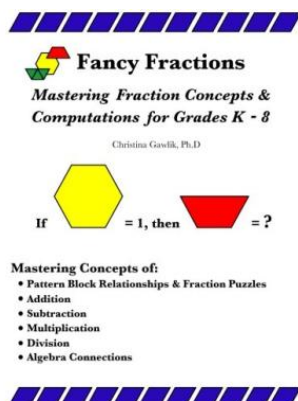 Fancy Fractions
Mastering Fraction Concepts &
Computations for Grades K - 8
Christina Gawlik, Ph.D
If = 1, then = ?
Mastering Concepts of:
• Pattern Block Relationships & Fraction Puzzles
• Addition
• Subtraction
• Multiplication
• Division
• Algebra Connections